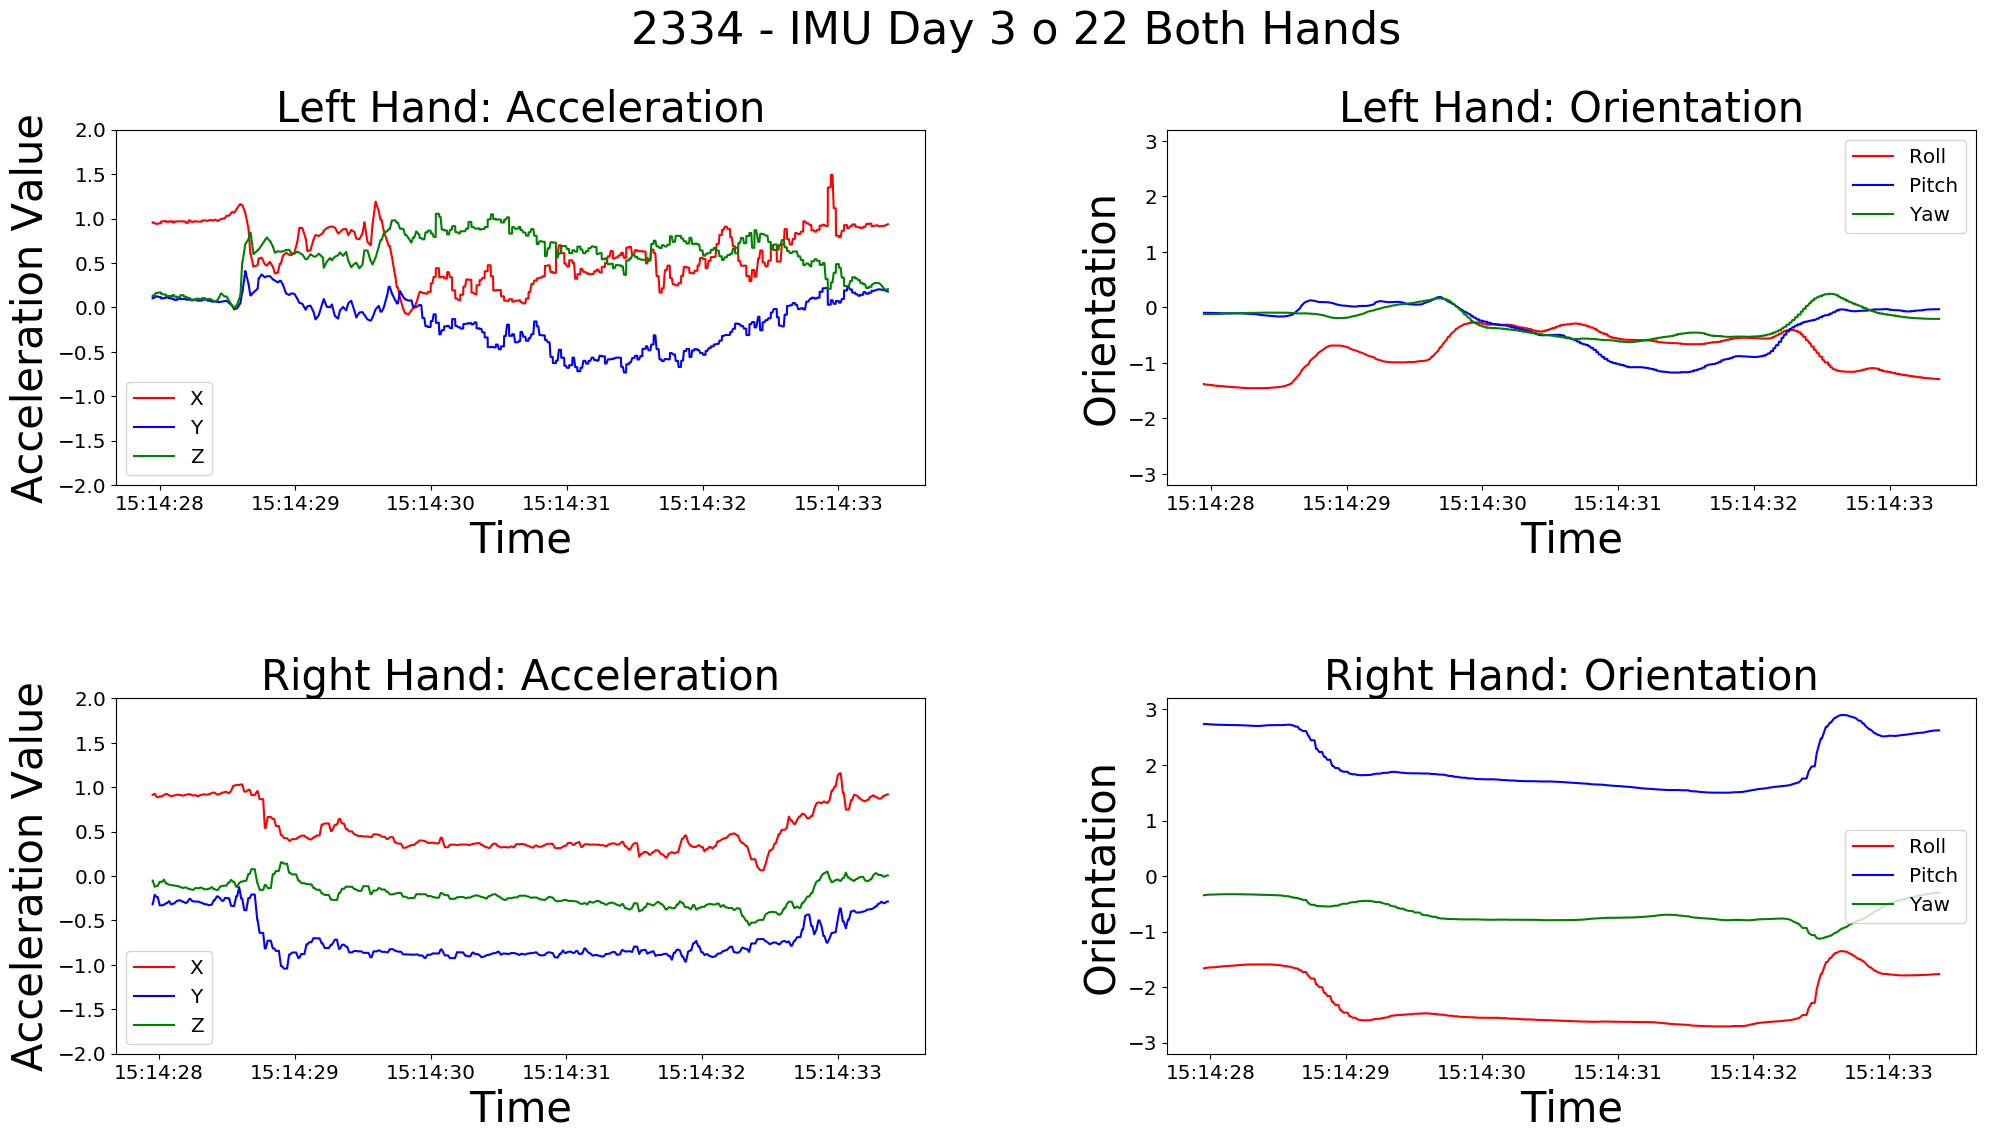 2334 - IMU Day 3 o 22 Both Hands
Left Hand: Acceleration
Acceleration Value
2.0
1.5
1.0
0.5
0.0
−0.5
−1.0
−1.5
−2.0
X
Y
Z
15:14:28 15:14:29 15:14:30 15:14:31 15:14:32 15:14:33
Time
Left Hand: Orientation
Orientation
3
2
1
0
−1
−2
−3
Roll
Pitch
Yaw
15:14:28 15:14:29 15:14:30 15:14:31 15:14:32 15:14:33
Time
Right Hand: Acceleration
Acceleration Value
2.0
1.5
1.0
0.5
0.0
−0.5
−1.0
−1.5
−2.0
X
Y
Z
15:14:28 15:14:29 15:14:30 15:14:31 15:14:32 15:14:33
Time
Right Hand: Orientation
Orientation
3
2
1
0
−1
−2
−3
Roll
Pitch
Yaw
15:14:28 15:14:29 15:14:30 15:14:31 15:14:32 15:14:33
Time